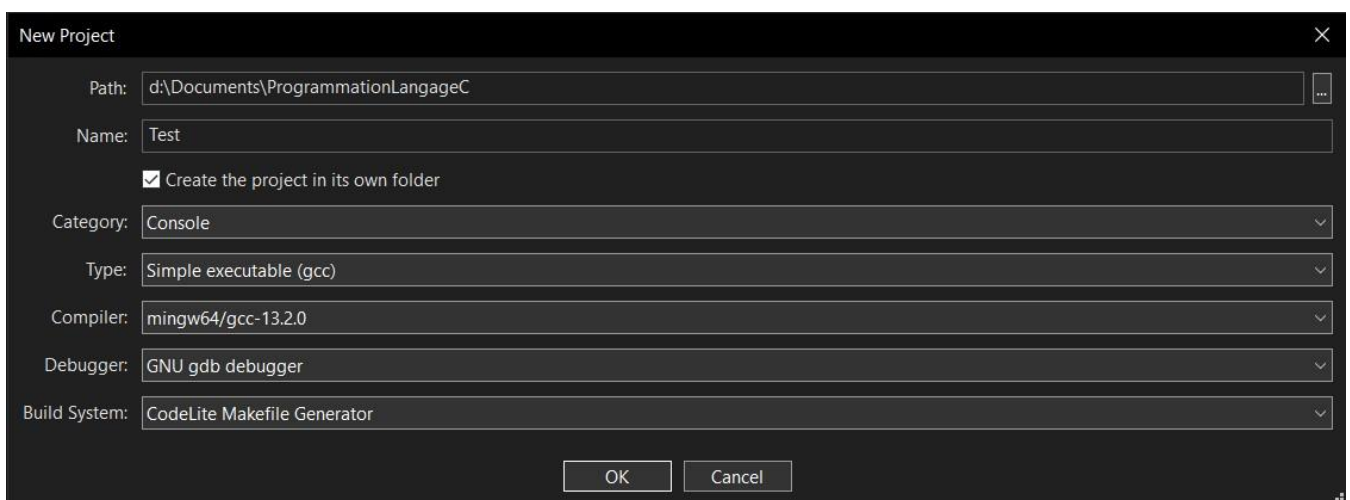 New Project
Path: d:\Documents\ProgrammationLangageC ...
Name: Test
Create the project in its own folder
Category: Console
Type: Simple executable (gcc)
Compiler: mingw64/gcc-13.2.0
Debugger: GNU gdb debugger
Build System: CodeLite Makefile Generator
OK Cancel